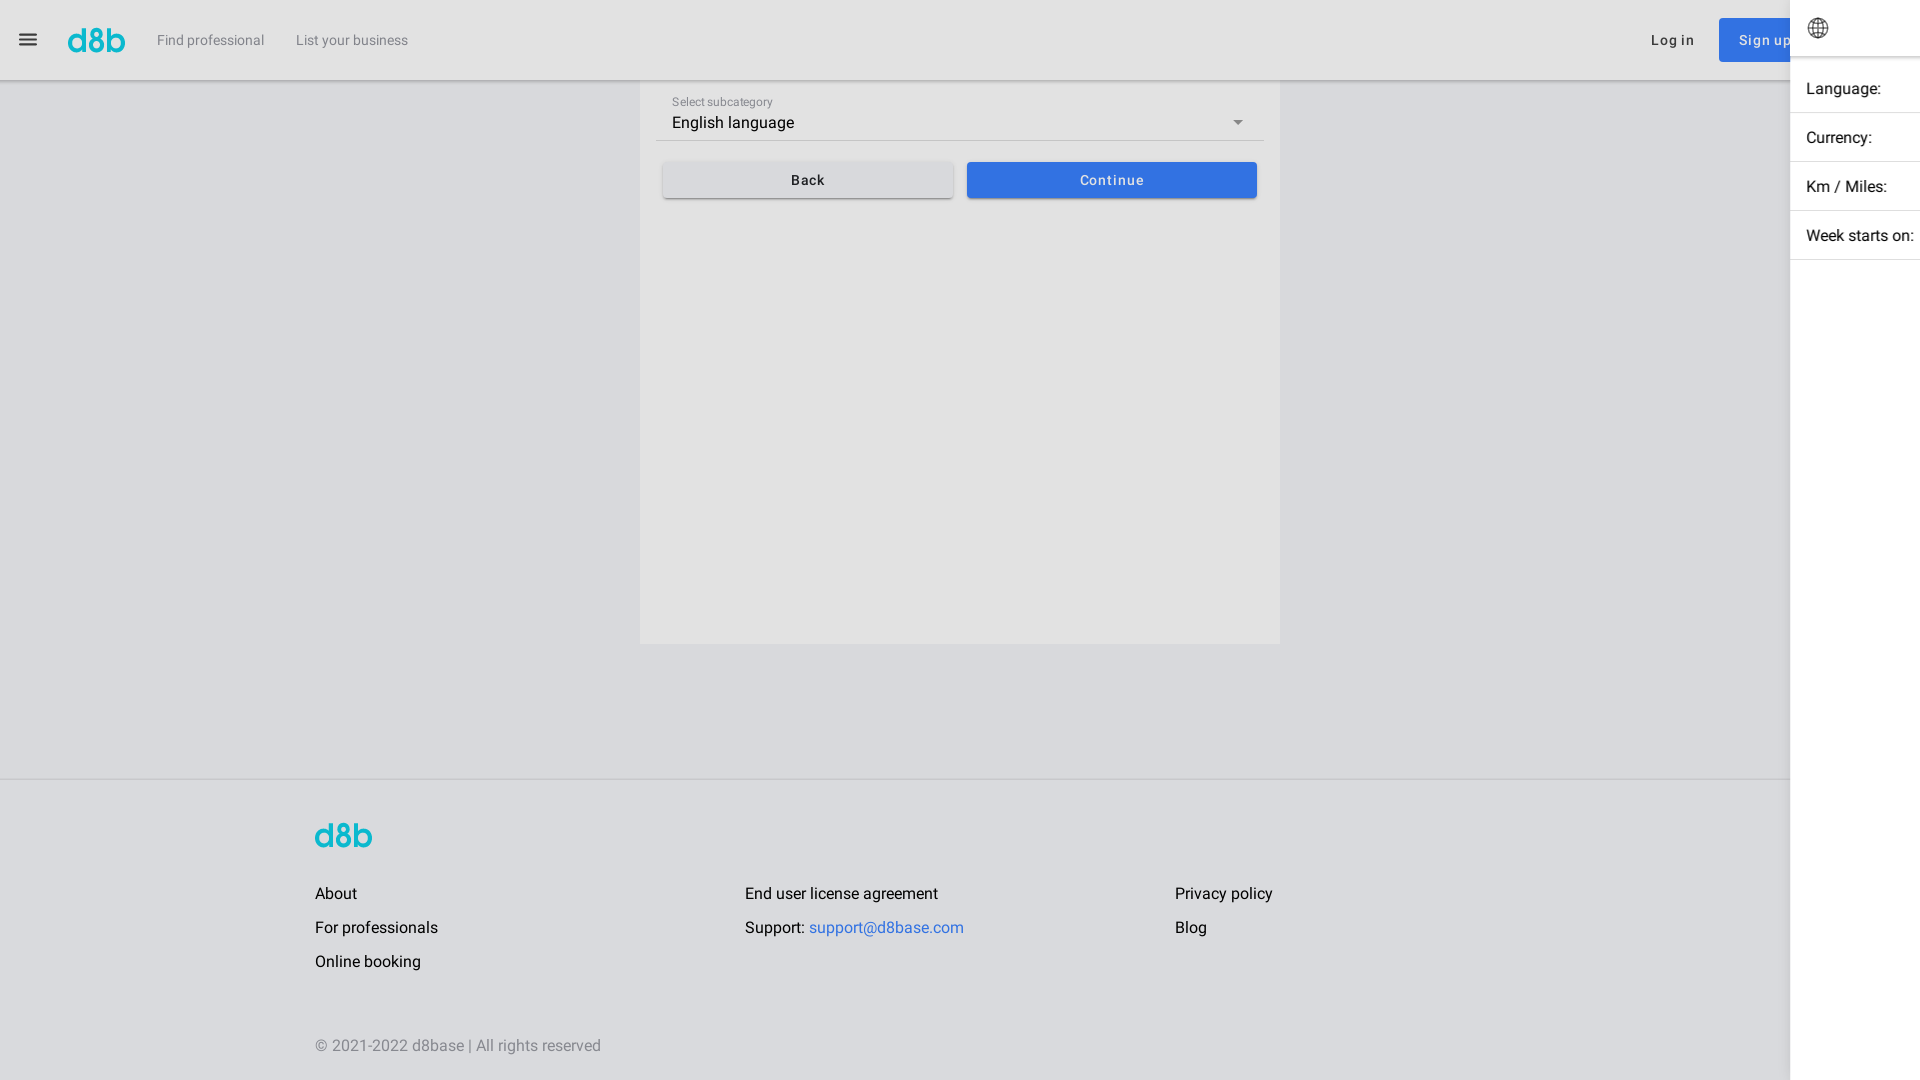 d8b
Find professional
List your business
Log in
Sign up
Select subcategory
English language
Back
Continue
Language:
Currency:
Km / Miles:
Week starts on:
d8b
About
For professionals
Online booking
End user license agreement
Support: support@d8base.com
Privacy policy
Blog
© 2021-2022 d8base | All rights reserved